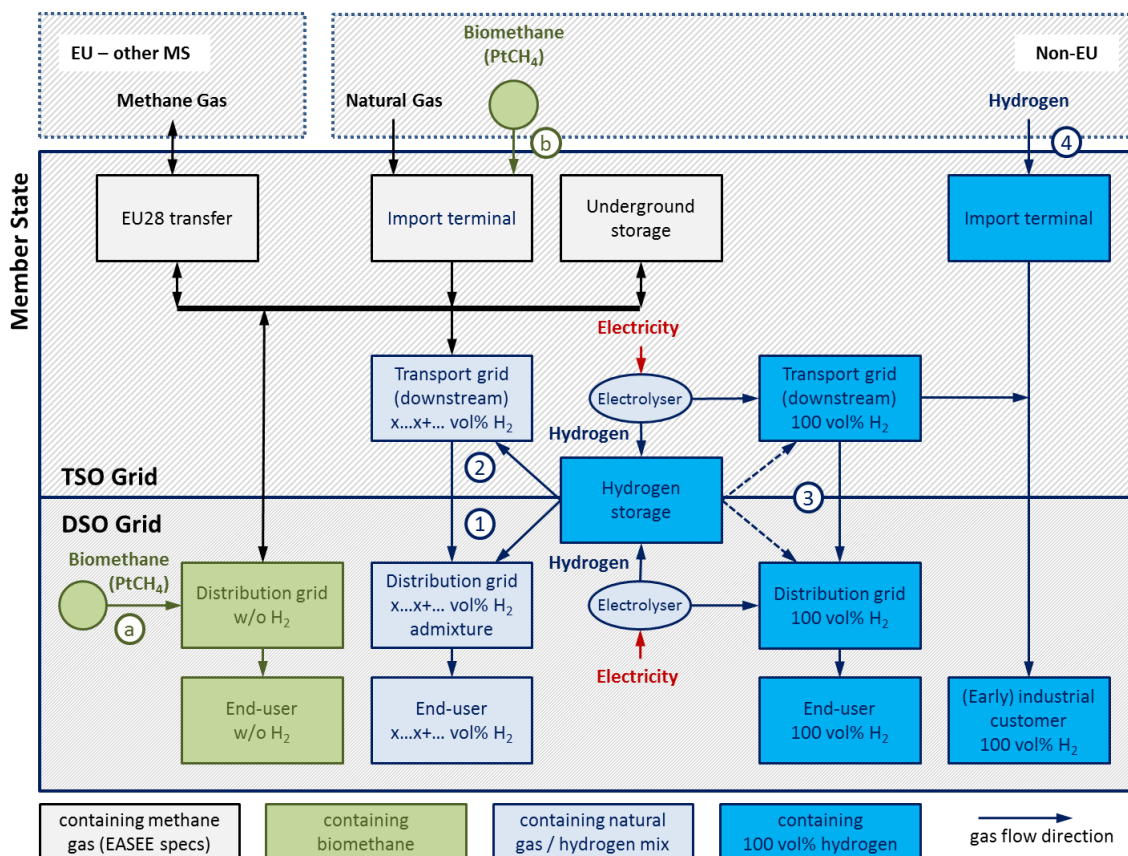 EU – other MS
Methane Gas
Biomethane
(PtCH₄)
Natural Gas
b
Non-EU
Hydrogen
4
Member State
EU28 transfer
Import terminal
Underground
storage
Import terminal
Electricity
Transport grid
(downstream)
x...x+... vol% H₂
Electrolyser
Transport grid
(downstream)
100 vol% H₂
Hydrogen
2
TSO Grid
Hydrogen
storage
3
DSO Grid
1
Biomethane
(PtCH₄)
a
Distribution grid
w/o H₂
Distribution grid
x...x+... vol% H₂
admixture
Hydrogen
Electrolyser
Distribution grid
100 vol% H₂
Electricity
End-user
w/o H₂
End-user
x...x+... vol% H₂
End-user
100 vol% H₂
(Early) industrial
customer
100 vol% H₂
containing methane
gas (EASEE specs)
containing
biomethane
containing natural
gas / hydrogen mix
containing
100 vol% hydrogen
gas flow direction